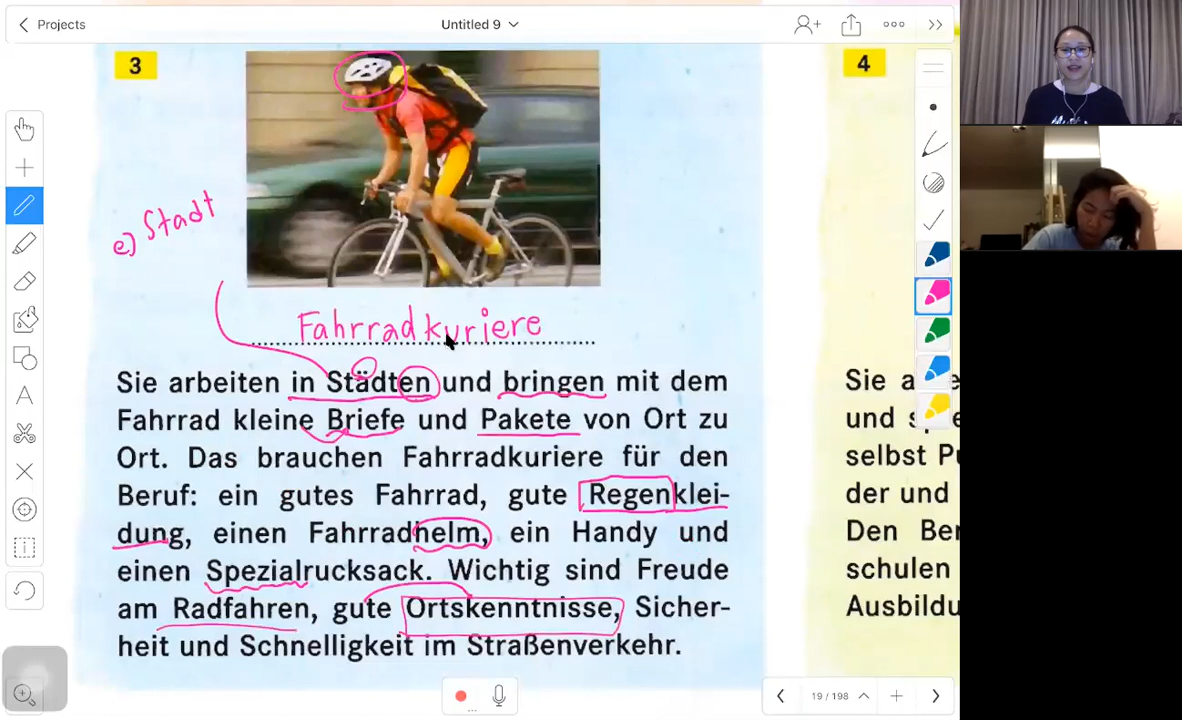 Projects
Untitled 9
3
4
e) Stadt
Fahrradkuriere
Sie arbeiten in Städten und bringen mit dem
Fahrrad kleine Briefe und Pakete von Ort zu
Ort. Das brauchen Fahrradkuriere für den
Beruf: ein gutes Fahrrad, gute Regenklei-
dung, einen Fahrradhelm, ein Handy und
einen Spezialrucksack. Wichtig sind Freude
am Radfahren, gute Ortskenntnisse, Sicher-
heit und Schnelligkeit im Straßenverkehr.
Sie
und
selbst
der und
Den
schulen
19 / 198